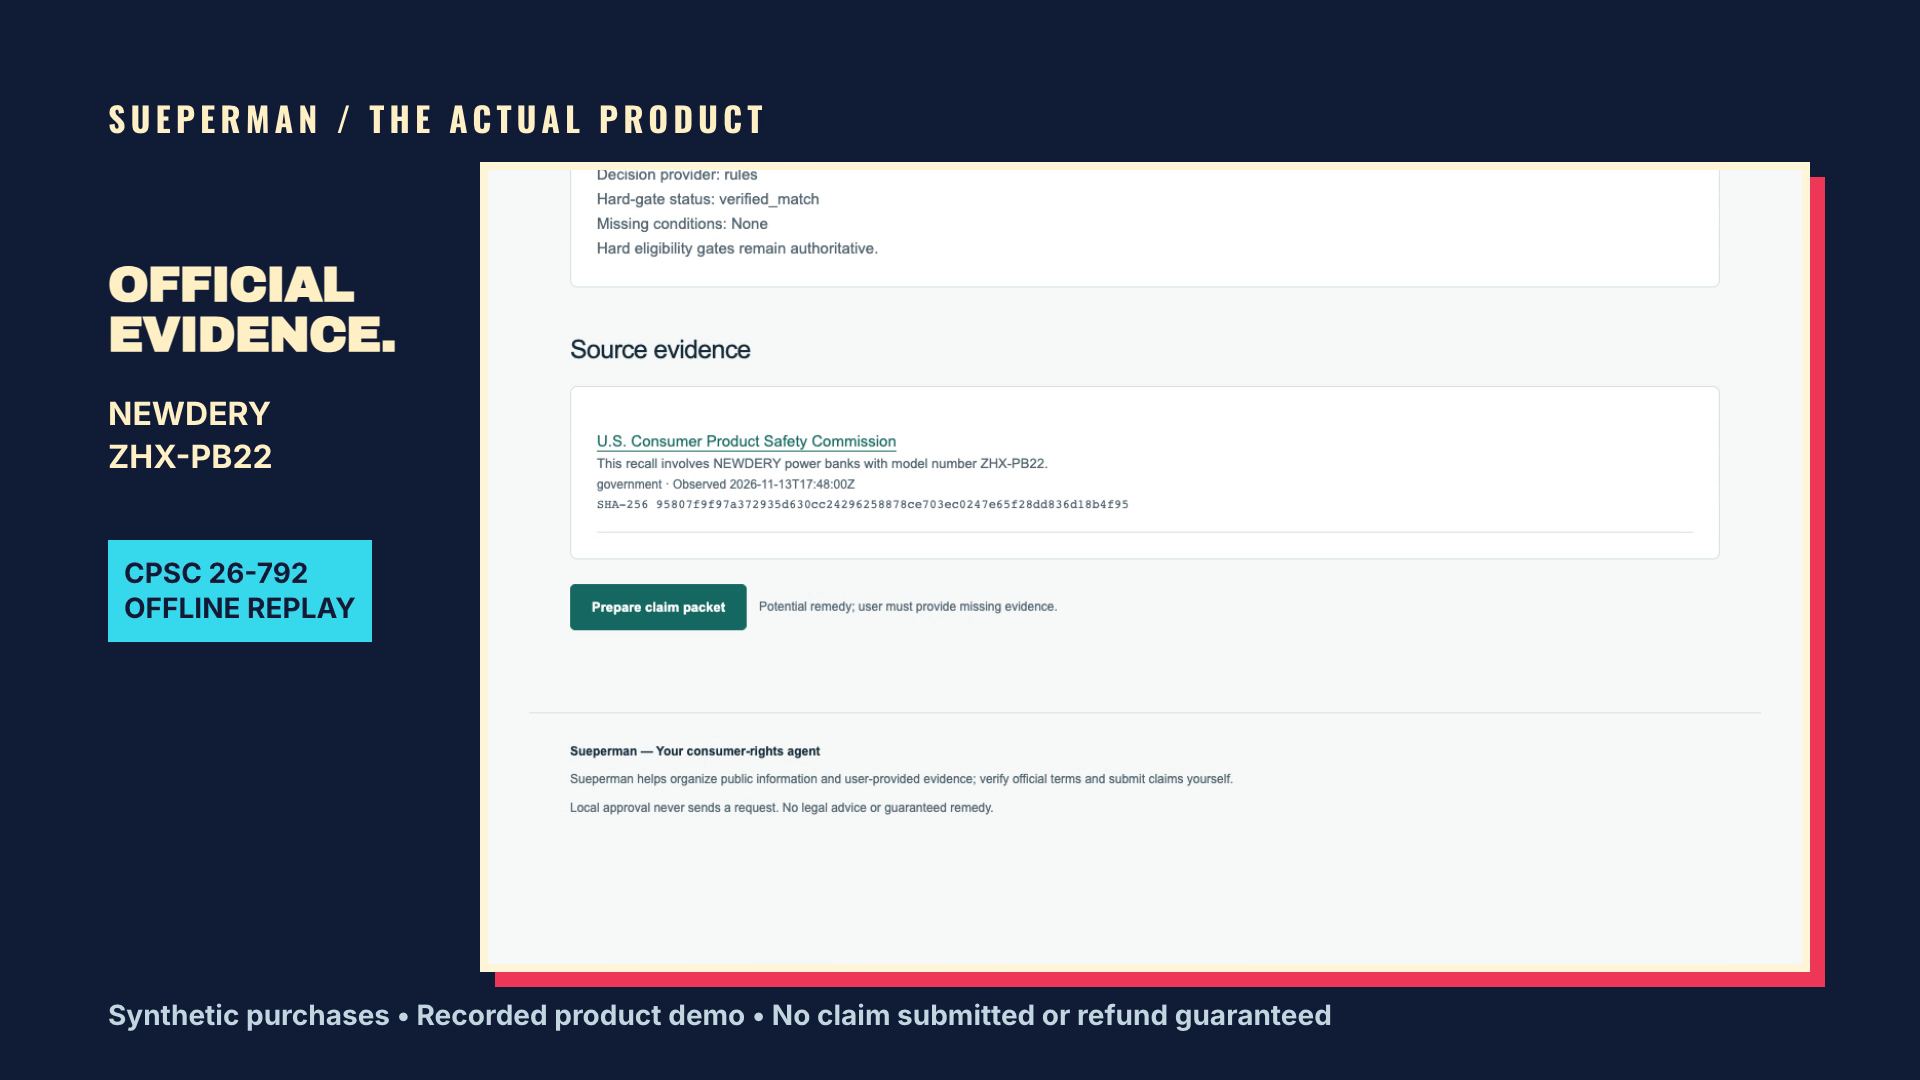 SUEPERMAN / THE ACTUAL PRODUCT
OFFICIAL
EVIDENCE.
NEWDERY
ZHX-PB22
CPSC 26-792
OFFLINE REPLAY
Decision provider: rules
Hard-gate status: verified_match
Missing conditions: None
Hard eligibility gates remain authoritative.
Source evidence
U.S. Consumer Product Safety Commission
This recall involves NEWDERY power banks with model number ZHX-PB22.
government · Observed 2026-11-13T17:48:00Z
SHA-256 95807f9f97a372935d630cc24296258878ce703ec0247e65f28dd836d18b4f95
Prepare claim packet
Potential remedy; user must provide missing evidence.
Sueperman — Your consumer-rights agent
Sueperman helps organize public information and user-provided evidence; verify official terms and submit claims yourself.
Local approval never sends a request. No legal advice or guaranteed remedy.
Synthetic purchases • Recorded product demo • No claim submitted or refund guaranteed